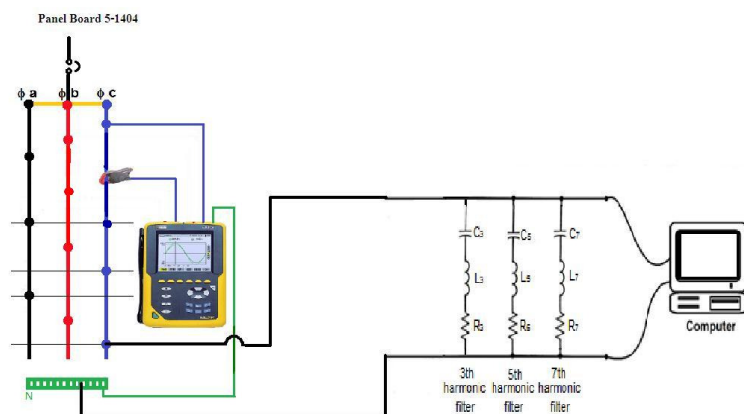 Panel Board 5-1404
ϕ a ϕ b ϕ c
C3 C5 C7
L3 L5 L7
R3 R5 R7
Computer
3th harmonic filter
5th harmonic filter
7th harmonic filter
N